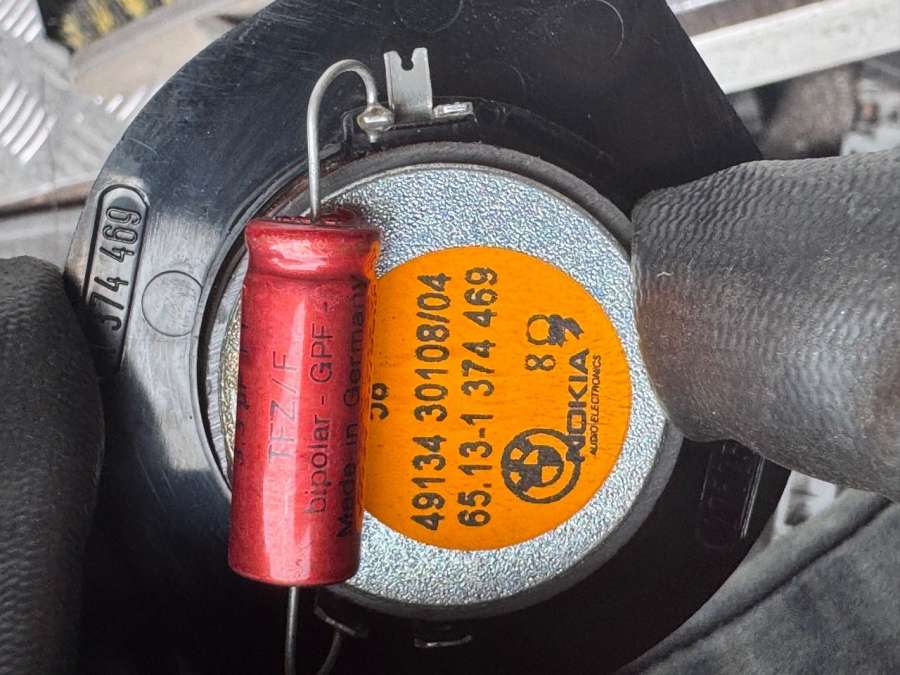 374 469
TFZ/F
bipolar - GPF -
Made in Germany
49134 30108/04
65.13-1 374 469
8Ω
NOKIA
AUDIO ELECTRONICS